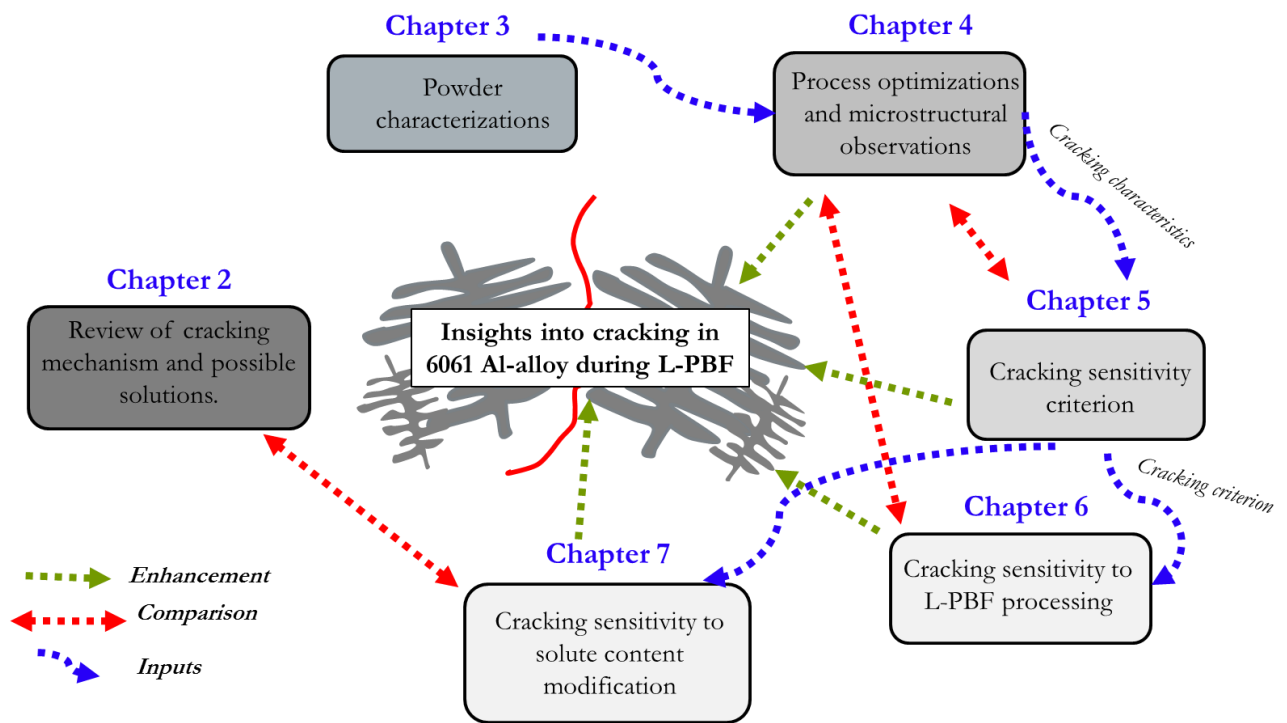 Chapter 3
Powder
characterizations
Chapter 4
Process optimizations
and microstructural
observations
Cracking characteristics
Chapter 2
Review of cracking
mechanism and possible
solutions.
Insights into cracking in
6061 Al-alloy during L-PBF
Chapter 5
Cracking sensitivity
criterion
Cracking criterion
Chapter 6
Cracking sensitivity to
L-PBF processing
Chapter 7
Cracking sensitivity to
solute content
modification
Enhancement
Comparison
Inputs